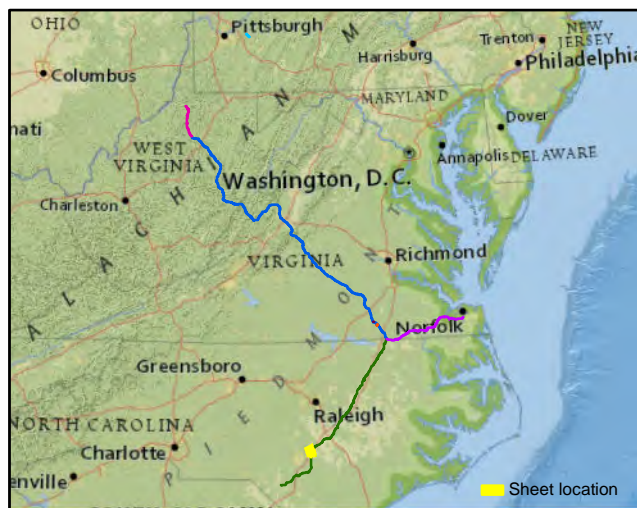 OHIO
Pittsburgh
Columbus
Harrisburg
Trenton
NEW
JERSEY
Philadelphia
MARYLAND
Dover
nati
WEST
VIRGINIA
Annapolis
DELAWARE
Washington, D.C.
Charleston
A L A C H I A N M
Richmond
VIRGINIA
Norfolk
P I E D M O N T
Greensboro
Raleigh
NORTH CAROLINA
Charlotte
enville
Sheet location